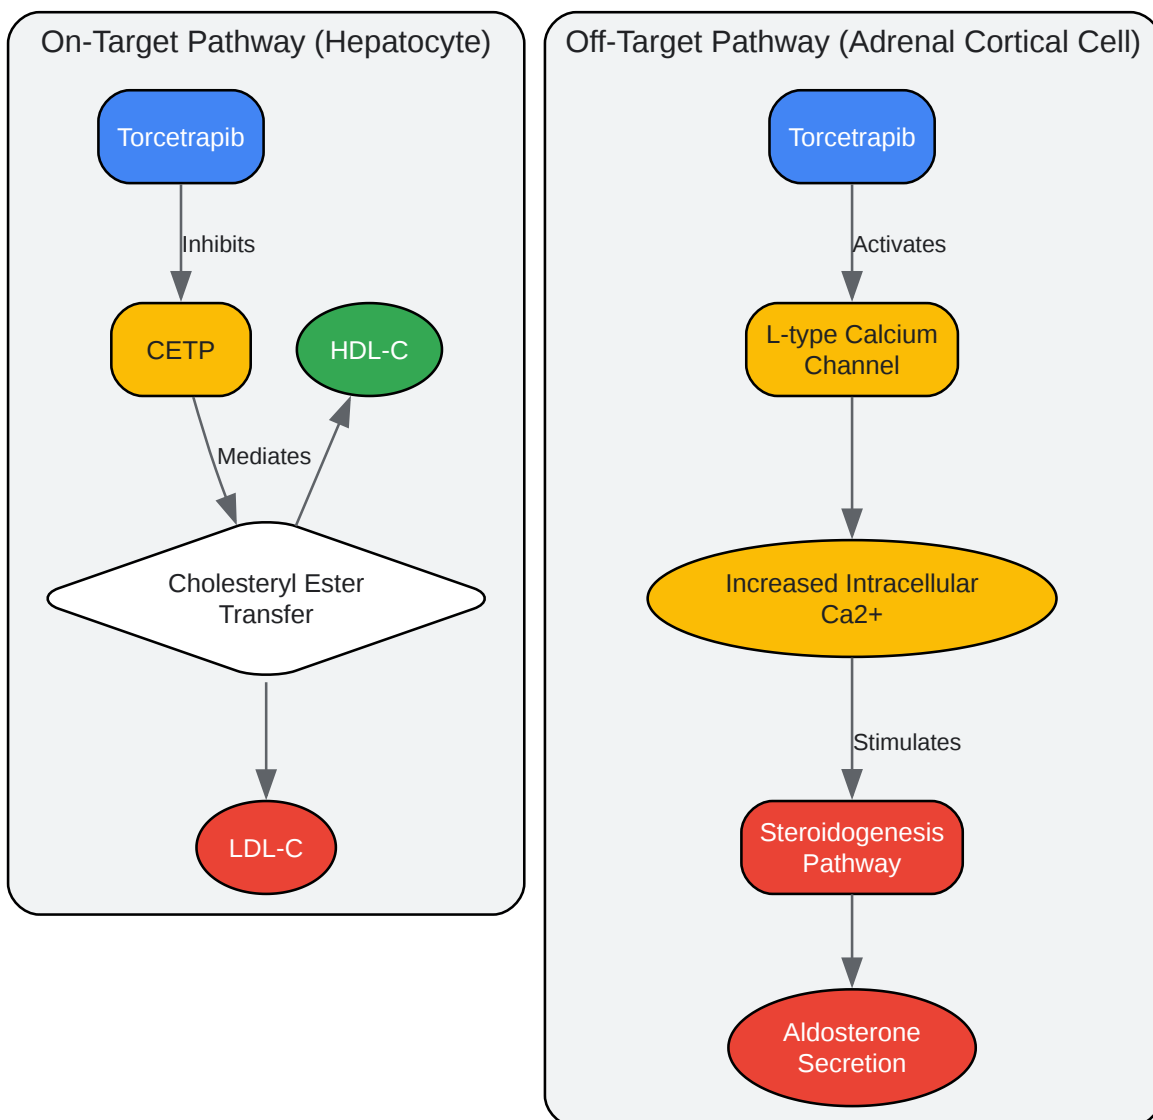 On-Target Pathway (Hepatocyte)
Torcetrapib
Inhibits
CETP
HDL-C
Mediates
Cholesteryl Ester
Transfer
LDL-C
Off-Target Pathway (Adrenal Cortical Cell)
Torcetrapib
Activates
L-type Calcium
Channel
Increased Intracellular
Ca2+
Stimulates
Steroidogenesis
Pathway
Aldosterone
Secretion